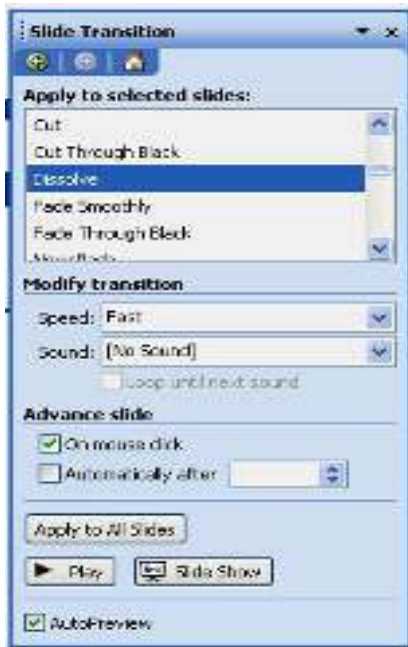 Slide Transition
Apply to selected slides:
Cut
Cut Through Black
Dissolve
Fade Smoothly
Fade Through Black
Modify transition
Speed: Fast
Sound: [No Sound]
Loop until next sound
Advance slide
On mouse click
Automatically after
Apply to All Slides
Play
Slide Show
AutoPreview